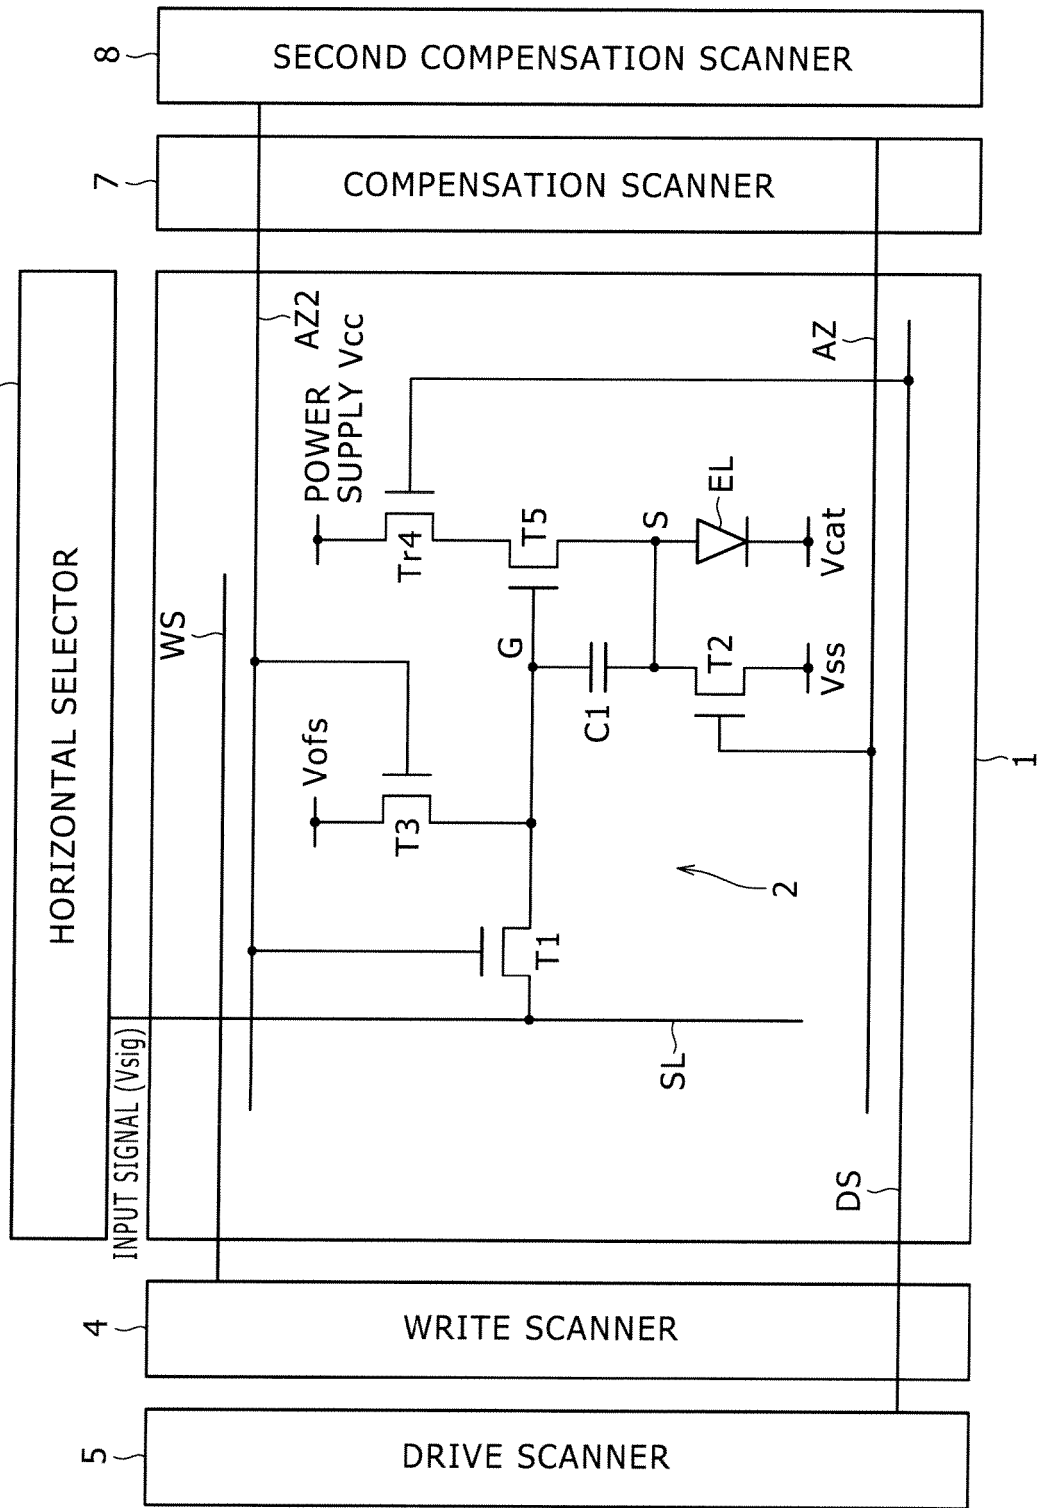 8
SECOND COMPENSATION SCANNER
7
COMPENSATION SCANNER
HORIZONTAL SELECTOR
INPUT SIGNAL (Vsig)
WS
AZ2
POWER
SUPPLY Vcc
Vofs
Tr4
T3
T5
G
S
EL
C1
T2
T1
Vcat
Vss
2
SL
AZ
DS
1
4
WRITE SCANNER
5
DRIVE SCANNER